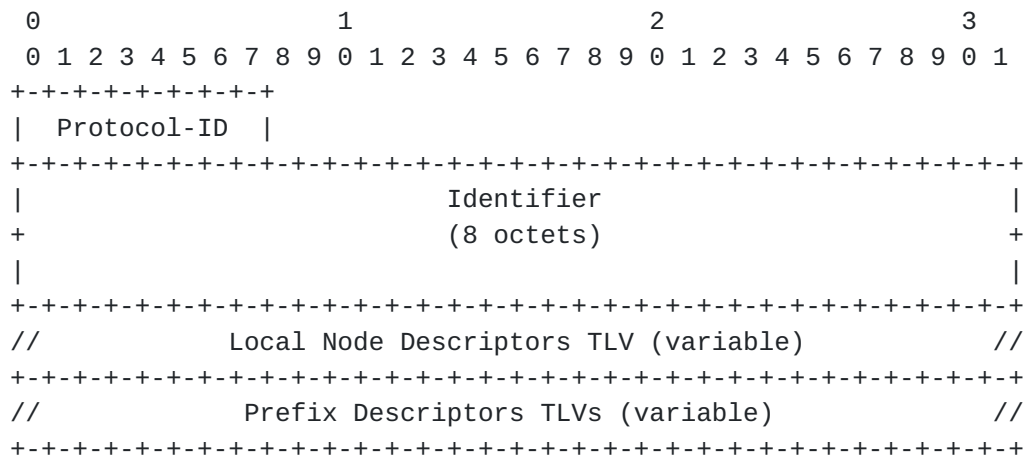 0                   1                   2                   3
 0 1 2 3 4 5 6 7 8 9 0 1 2 3 4 5 6 7 8 9 0 1 2 3 4 5 6 7 8 9 0 1
+-+-+-+-+-+-+-+-+
|  Protocol-ID  |
+-+-+-+-+-+-+-+-+-+-+-+-+-+-+-+-+-+-+-+-+-+-+-+-+-+-+-+-+-+-+-+-+
|                           Identifier                          |
+                           (8 octets)                          +
|                                                               |
+-+-+-+-+-+-+-+-+-+-+-+-+-+-+-+-+-+-+-+-+-+-+-+-+-+-+-+-+-+-+-+-+
//            Local Node Descriptors TLV (variable)            //
+-+-+-+-+-+-+-+-+-+-+-+-+-+-+-+-+-+-+-+-+-+-+-+-+-+-+-+-+-+-+-+-+
//             Prefix Descriptors TLVs (variable)              //
+-+-+-+-+-+-+-+-+-+-+-+-+-+-+-+-+-+-+-+-+-+-+-+-+-+-+-+-+-+-+-+-+